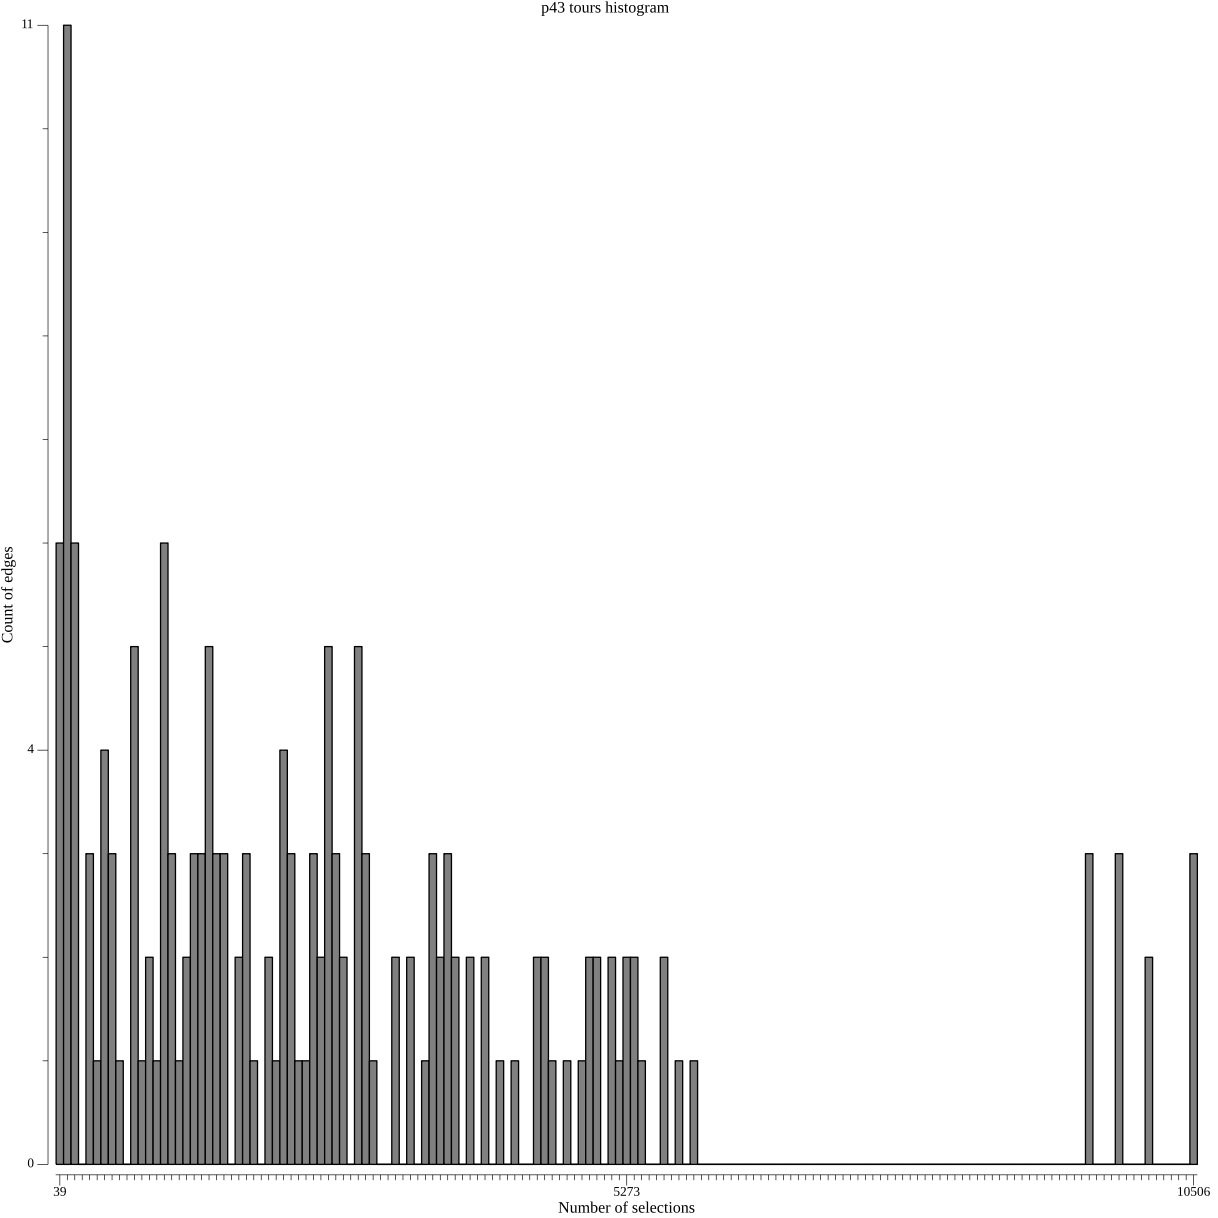 p43 tours histogram
11
4
0
Count of edges
39 5273 10506
Number of selections